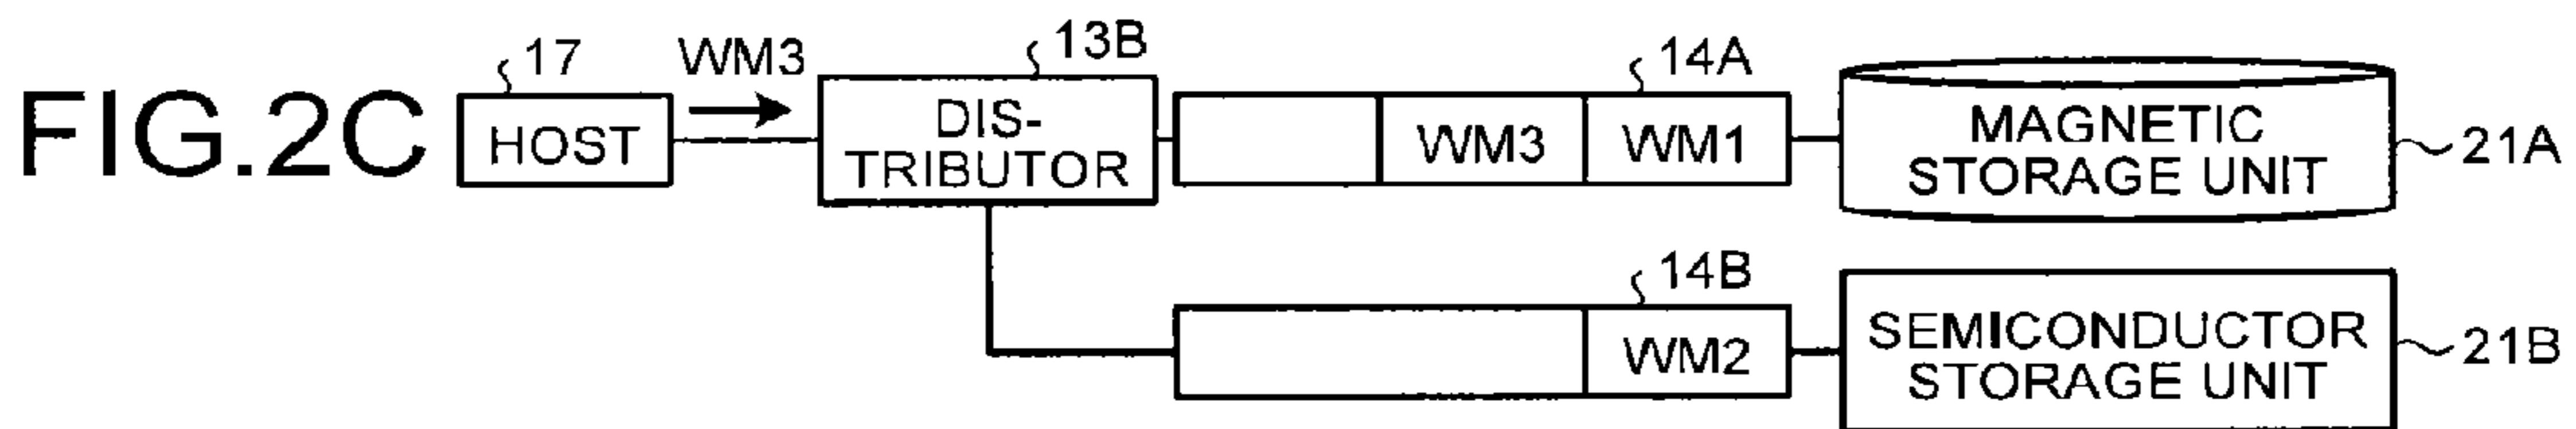 FIG.2C
17
HOST
WM3
13B
DIS-
TRIBUTOR
14A
WM3
WM1
MAGNETIC
STORAGE UNIT
21A
14B
WM2
SEMICONDUCTOR
STORAGE UNIT
21B